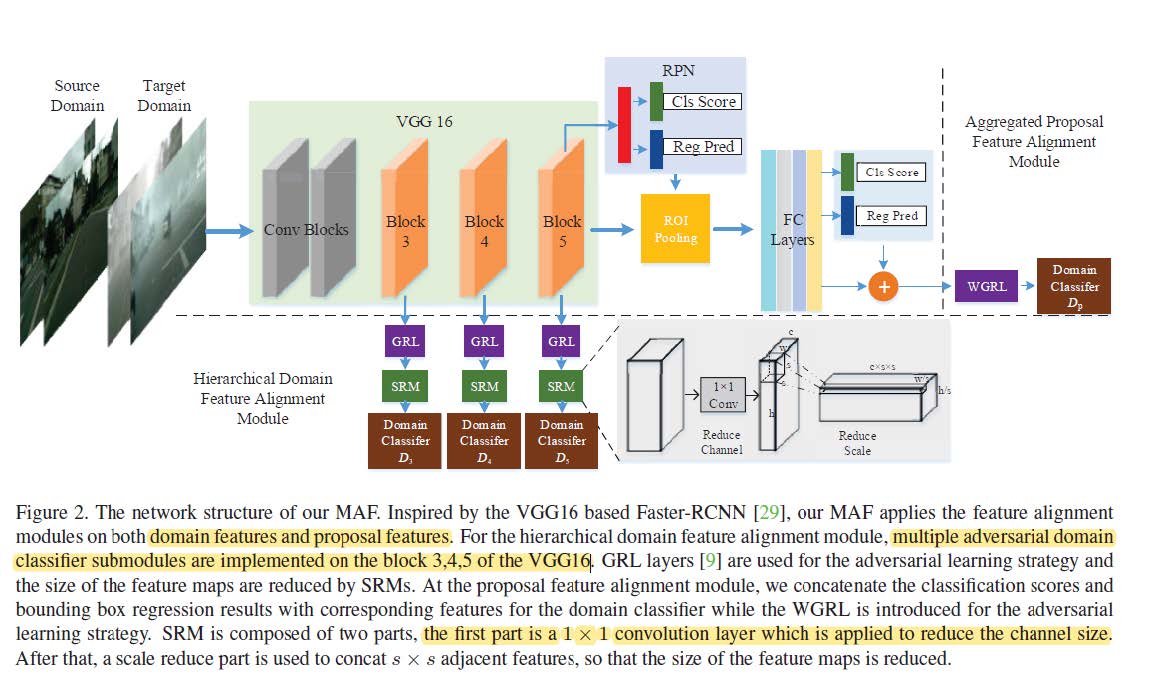 Source
Domain
Target
Domain
VGG 16
Conv Blocks
Block
3
Block
4
Block
5
RPN
Cls Score
Reg Pred
ROI
Pooling
FC
Layers
Cls Score
Reg Pred
+
Aggregated Proposal
Feature Alignment
Module
WGRL
Domain
Classifer
Dp
Hierarchical Domain
Feature Alignment
Module
GRL
SRM
Domain
Classifer
D3
GRL
SRM
Domain
Classifer
D4
GRL
SRM
Domain
Classifer
D5
1×1
Conv
Reduce
Channel
c
w
s
s
h
c×s×s
w/s
h/s
Reduce
Scale
Figure 2. The network structure of our MAF. Inspired by the VGG16 based Faster-RCNN [29], our MAF applies the feature alignment
modules on both domain features and proposal features. For the hierarchical domain feature alignment module, multiple adversarial domain
classifier submodules are implemented on the block 3,4,5 of the VGG16. GRL layers [9] are used for the adversarial learning strategy and
the size of the feature maps are reduced by SRMs. At the proposal feature alignment module, we concatenate the classification scores and
bounding box regression results with corresponding features for the domain classifier while the WGRL is introduced for the adversarial
learning strategy. SRM is composed of two parts, the first part is a 1 × 1 convolution layer which is applied to reduce the channel size.
After that, a scale reduce part is used to concat s × s adjacent features, so that the size of the feature maps is reduced.